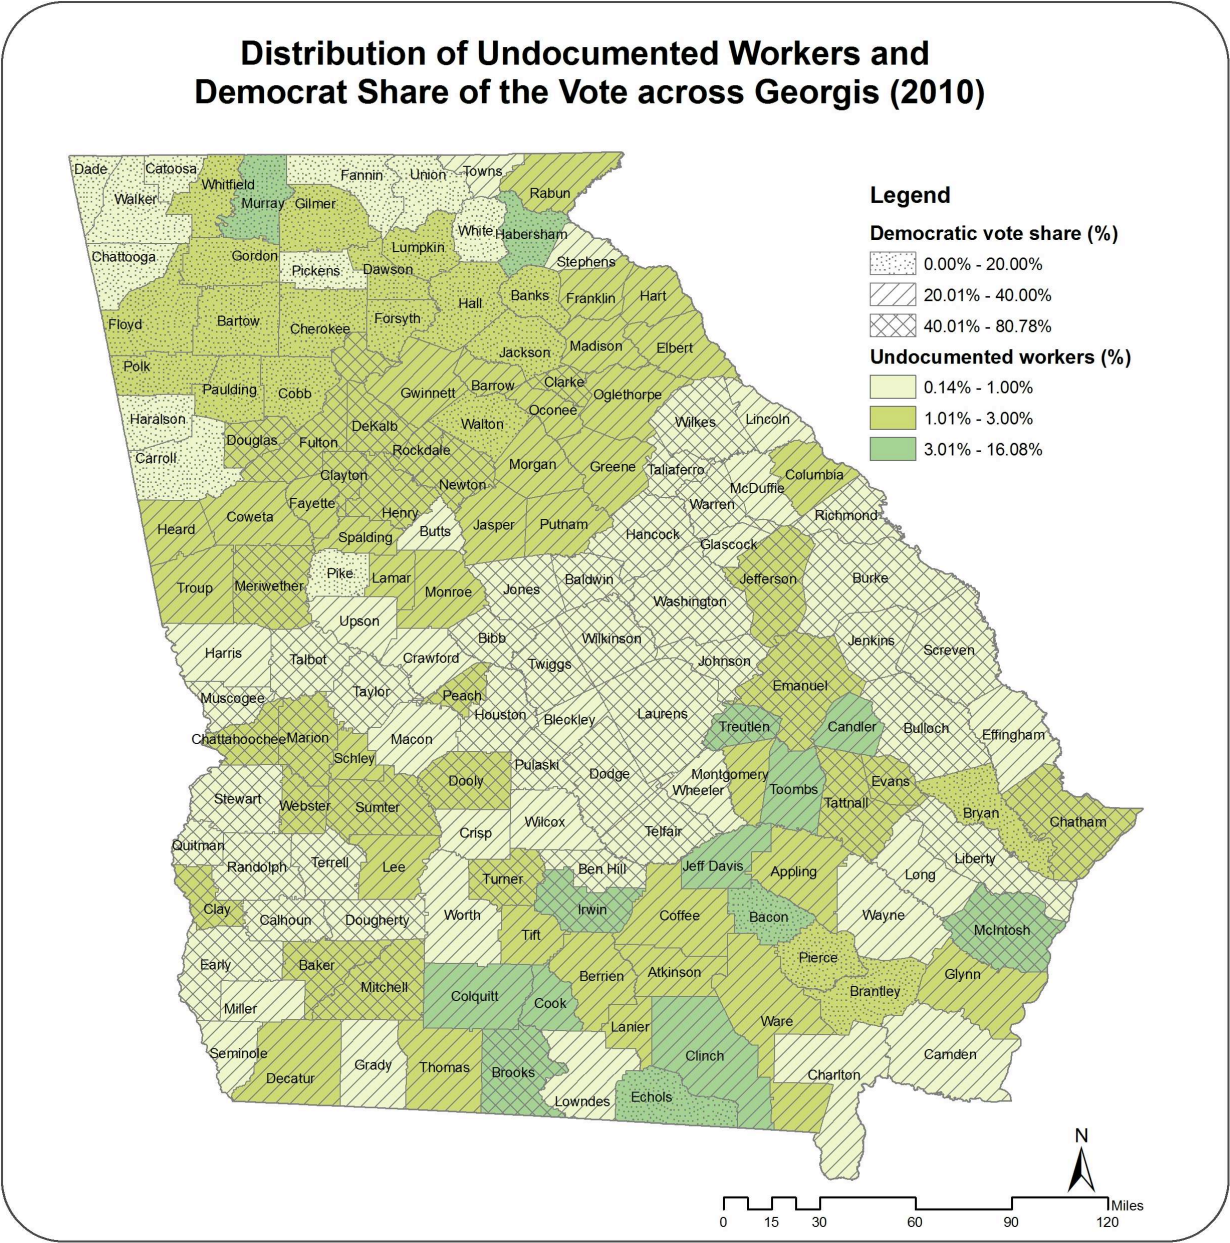 Distribution of Undocumented Workers and
Democrat Share of the Vote across Georgis (2010)
Legend
Democratic vote share (%)
0.00% - 20.00%
20.01% - 40.00%
40.01% - 80.78%
Undocumented workers (%)
0.14% - 1.00%
1.01% - 3.00%
3.01% - 16.08%
Dade
Catoosa
Whitfield
Fannin
Union
Towns
Walker
Murray
Gilmer
Rabun
White
Habersham
Lumpkin
Chattooga
Gordon
Pickens
Dawson
Stephens
Floyd
Bartow
Cherokee
Forsyth
Hall
Banks
Franklin
Hart
Jackson
Madison
Elbert
Polk
Paulding
Cobb
Gwinnett
Barrow
Clarke
Oglethorpe
Oconee
Haralson
Douglas
Fulton
DeKalb
Walton
Wilkes
Lincoln
Carroll
Rockdale
Clayton
Newton
Morgan
Greene
Taliaferro
McDuffie
Columbia
Heard
Coweta
Fayette
Henry
Spalding
Butts
Jasper
Putnam
Hancock
Warren
Richmond
Glascock
Troup
Meriwether
Pike
Lamar
Monroe
Jones
Baldwin
Washington
Jefferson
Burke
Upson
Harris
Talbot
Crawford
Bibb
Twiggs
Wilkinson
Johnson
Jenkins
Screven
Muscogee
Taylor
Peach
Houston
Bleckley
Laurens
Emanuel
Chattahoochee
Marion
Schley
Macon
Pulaski
Dodge
Treutlen
Candler
Bulloch
Effingham
Stewart
Webster
Sumter
Dooly
Montgomery
Wheeler
Toombs
Tattnall
Evans
Bryan
Chatham
Quitman
Randolph
Terrell
Lee
Crisp
Wilcox
Telfair
Ben Hill
Jeff Davis
Appling
Long
Liberty
Clay
Calhoun
Dougherty
Worth
Turner
Irwin
Coffee
Bacon
Wayne
McIntosh
Early
Baker
Mitchell
Tift
Berrien
Atkinson
Pierce
Brantley
Glynn
Miller
Colquitt
Cook
Lanier
Ware
Seminole
Decatur
Grady
Thomas
Brooks
Lowndes
Clinch
Echols
Charlton
Camden
N
0 15 30 60 90 120 Miles